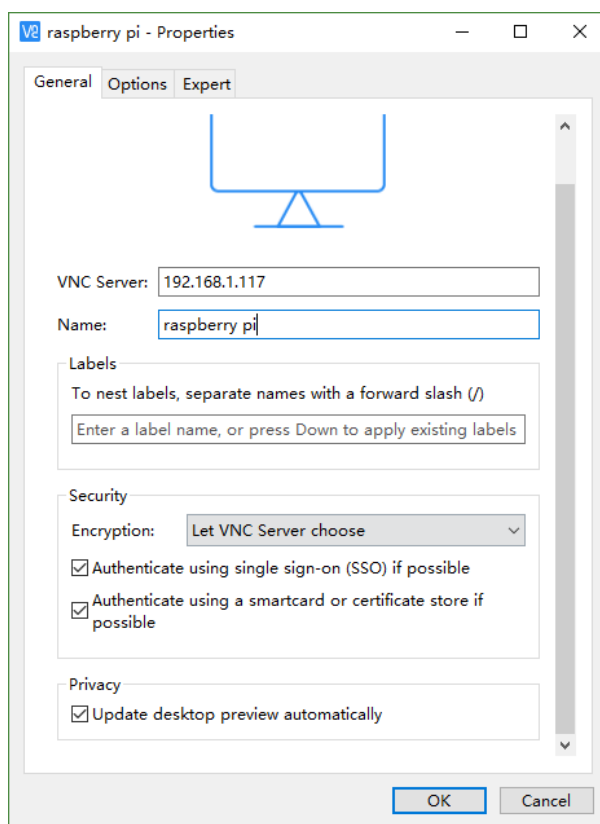 raspberry pi - Properties
General Options Expert
VNC Server: 192.168.1.117
Name: raspberry pi
Labels
To nest labels, separate names with a forward slash (/)
Enter a label name, or press Down to apply existing labels
Security
Encryption: Let VNC Server choose
Authenticate using single sign-on (SSO) if possible
Authenticate using a smartcard or certificate store if
possible
Privacy
Update desktop preview automatically
OK Cancel